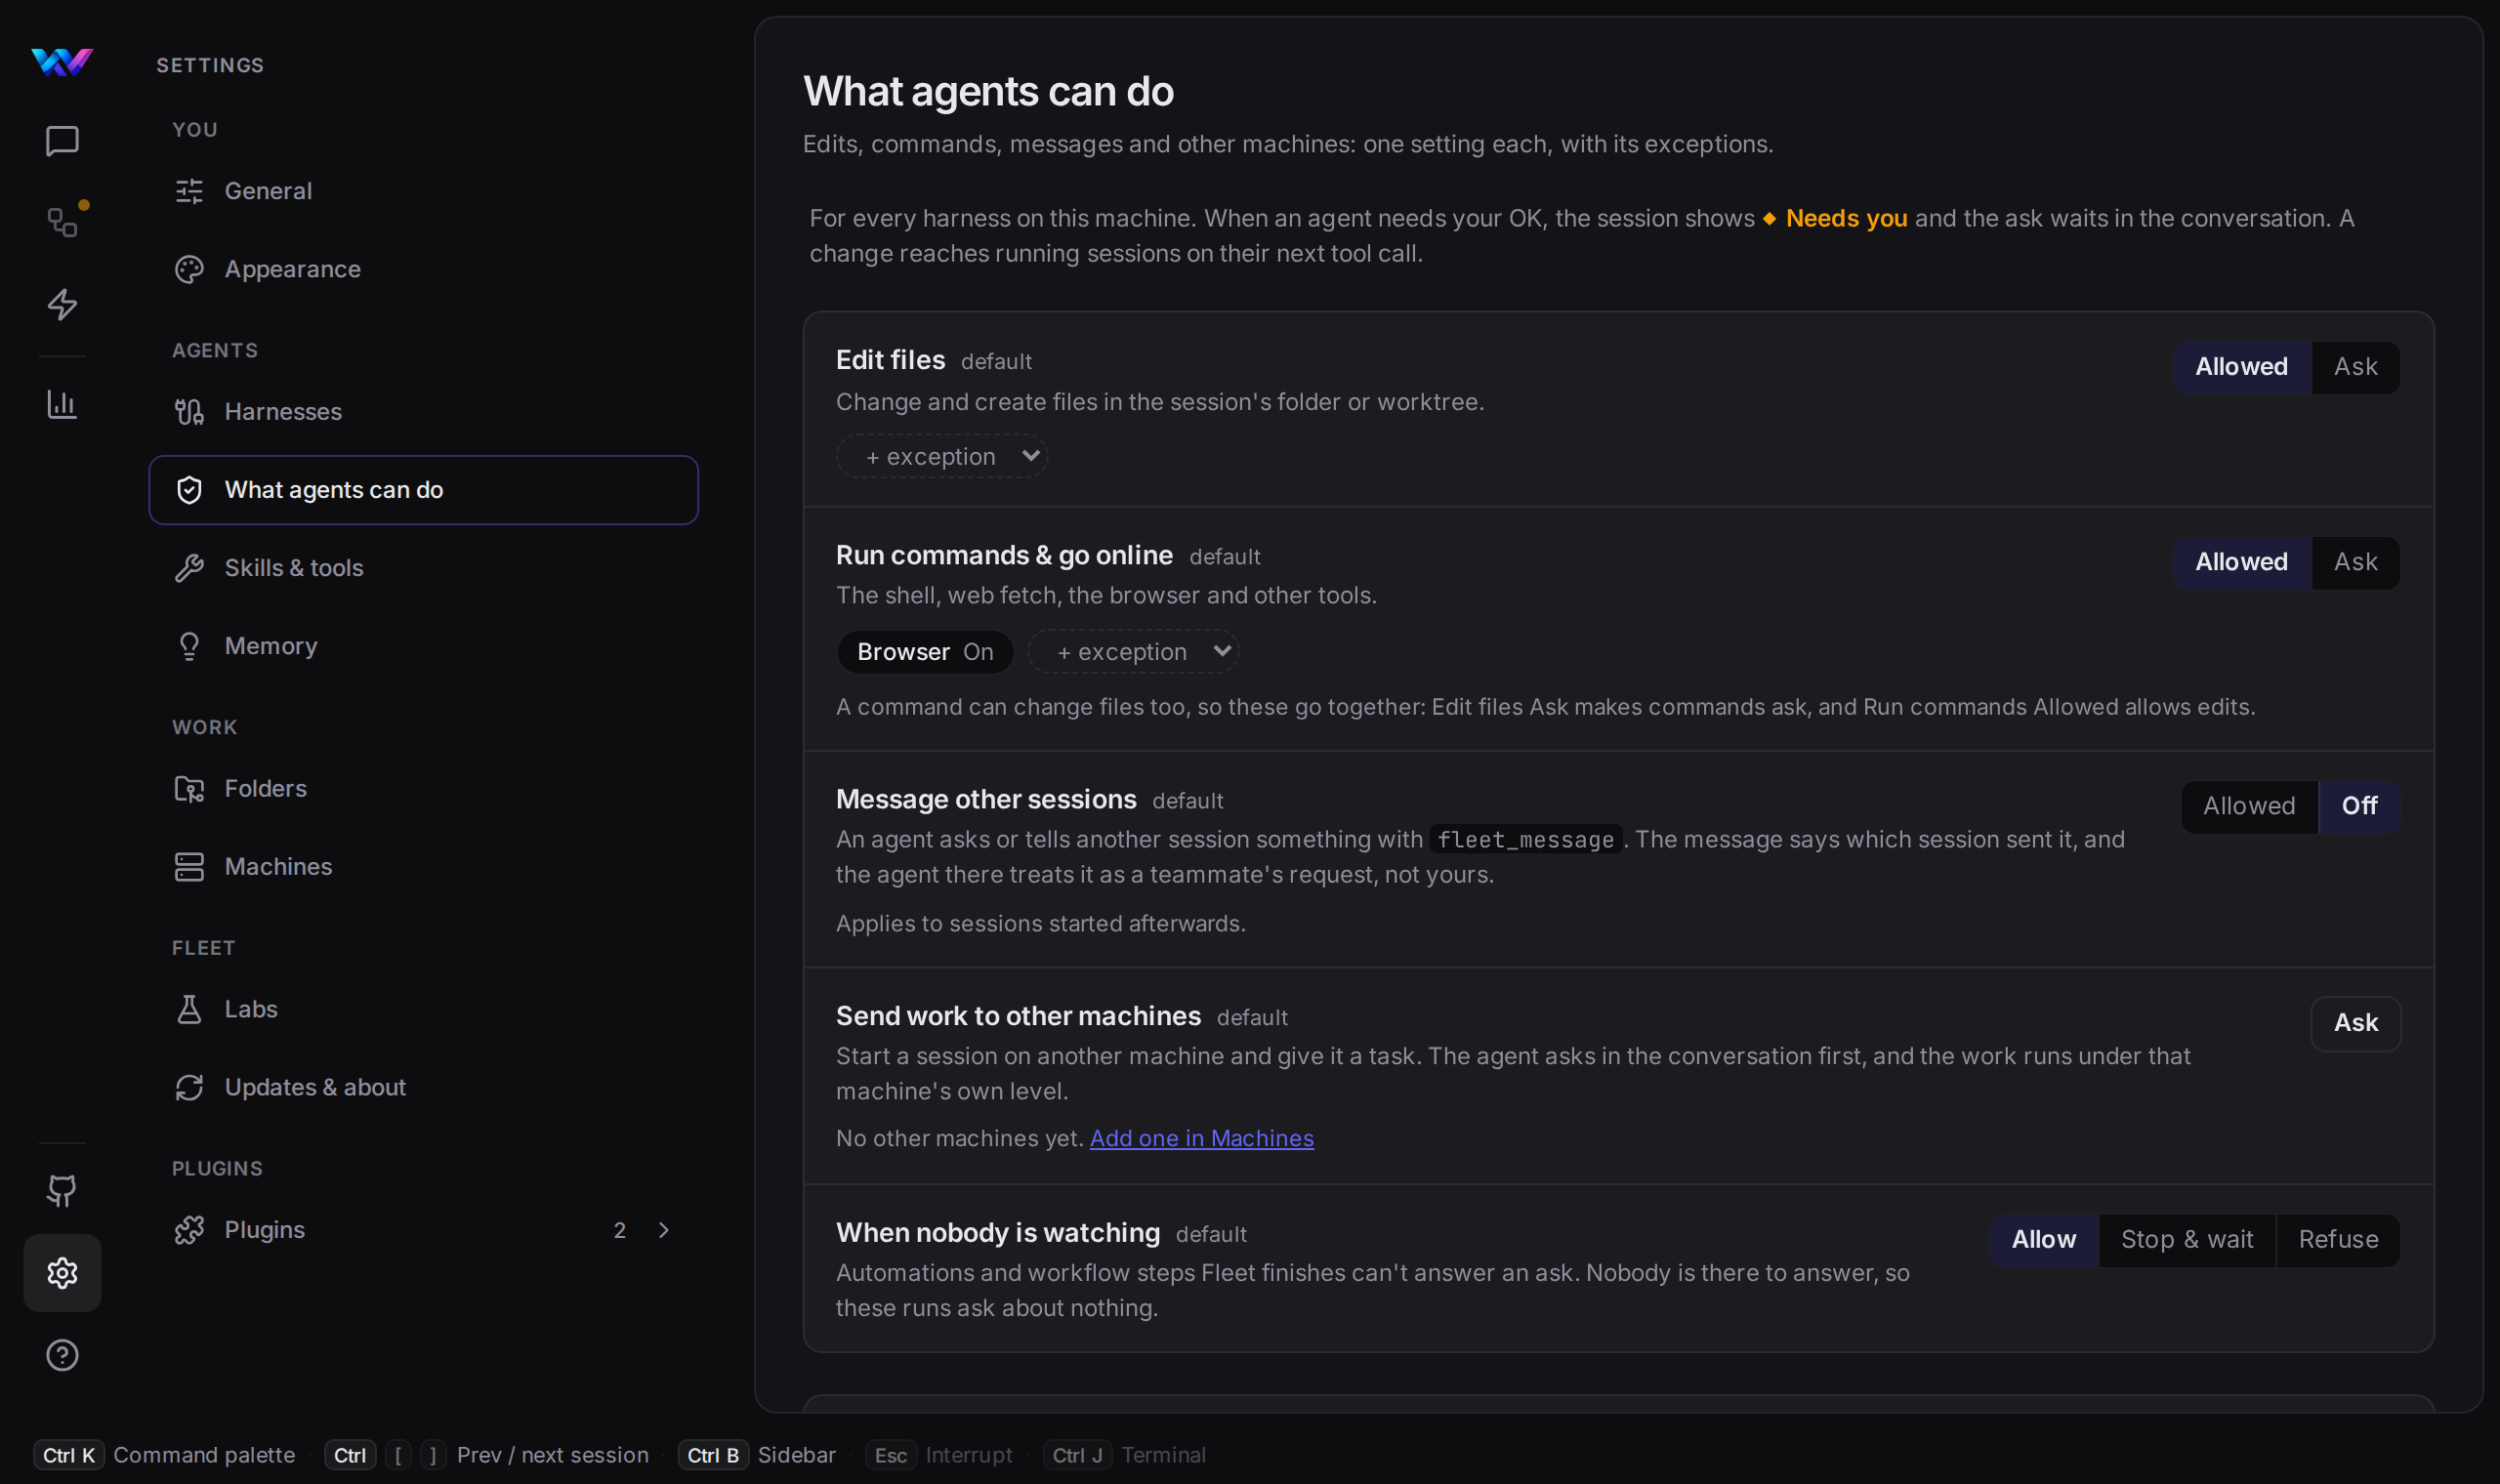 SETTINGS
YOU
General
Appearance
AGENTS
Harnesses
What agents can do
Skills & tools
Memory
WORK
Folders
Machines
FLEET
Labs
Updates & about
PLUGINS
Plugins 2
What agents can do
Edits, commands, messages and other machines: one setting each, with its exceptions.
For every harness on this machine. When an agent needs your OK, the session shows ◆ Needs you and the ask waits in the conversation. A
change reaches running sessions on their next tool call.
Edit files default
Allowed Ask
Change and create files in the session's folder or worktree.
+ exception
Run commands & go online default
Allowed Ask
The shell, web fetch, the browser and other tools.
Browser On + exception
A command can change files too, so these go together: Edit files Ask makes commands ask, and Run commands Allowed allows edits.
Message other sessions default
Allowed Off
An agent asks or tells another session something with fleet_message. The message says which session sent it, and
the agent there treats it as a teammate's request, not yours.
Applies to sessions started afterwards.
Send work to other machines default
Ask
Start a session on another machine and give it a task. The agent asks in the conversation first, and the work runs under that
machine's own level.
No other machines yet. Add one in Machines
When nobody is watching default
Allow Stop & wait Refuse
Automations and workflow steps Fleet finishes can't answer an ask. Nobody is there to answer, so
these runs ask about nothing.
Ctrl K Command palette · Ctrl [ ] Prev / next session · Ctrl B Sidebar · Esc Interrupt · Ctrl J Terminal